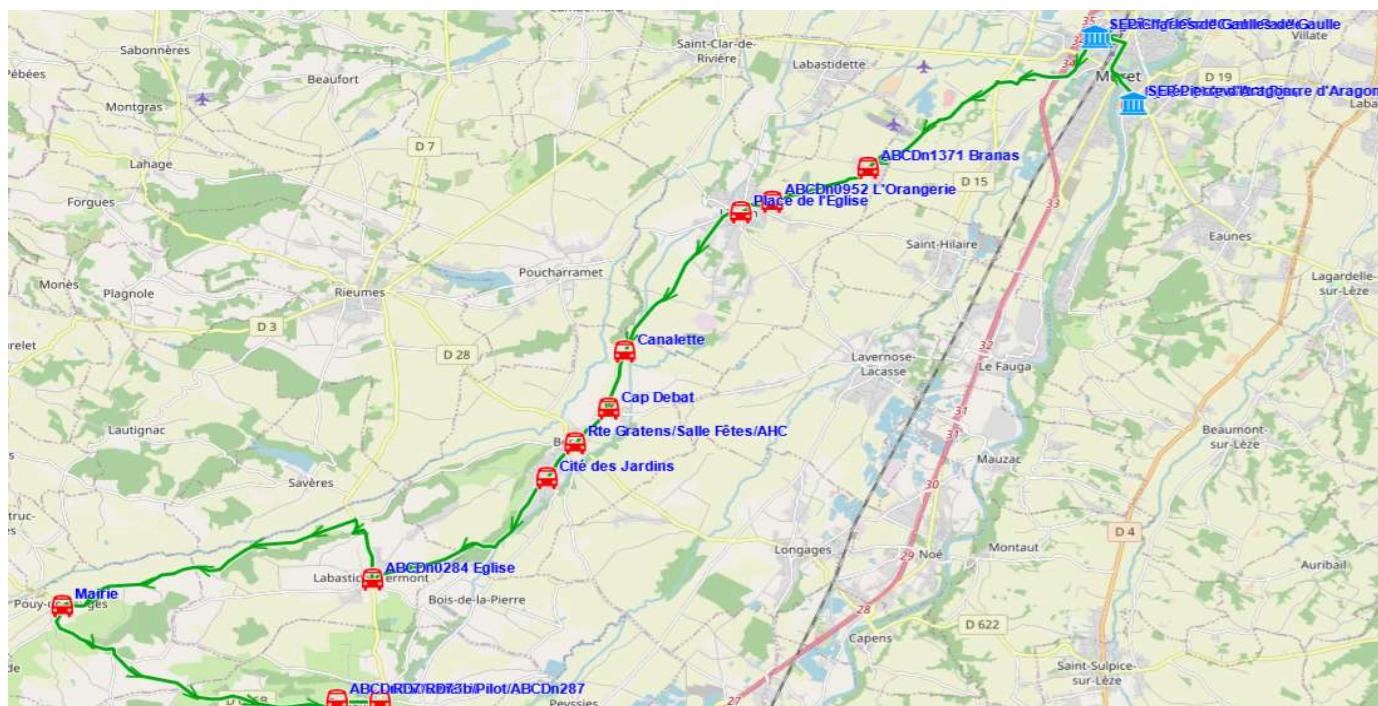 Sabonnères
Pébées
Beaufort
Montgras
Lahage
Forgues
Monès
Plagnole
Rieumes
D 3
D 7
D 28
Poucharramet
Lautignac
Savères
Saint-Clar-de-
Rivière
Labastidette
35
34
Villate
D 19
Muret
ABCDn1371 Branas
ABCDn0952 L'Orangerie
Place de l'Eglise
D 15
33
Saint-Hilaire
Eaunes
Lagardelle-
sur-Lèze
Canalette
Lavernose-
Lacasse
32
Le Fauga
Cap Debat
Rte Gratens/Salle Fêtes/AHC
Cité des Jardins
31
31
Mauzac
Beaumont-
sur-Lèze
30
D 4
Longages
29
Noé
Montaut
Auribail
ABCDn0284 Eglise
Mairie
Bois-de-la-Pierre
28
D 622
Capens
Saint-Sulpice-
sur-Lèze
Peyssies
27